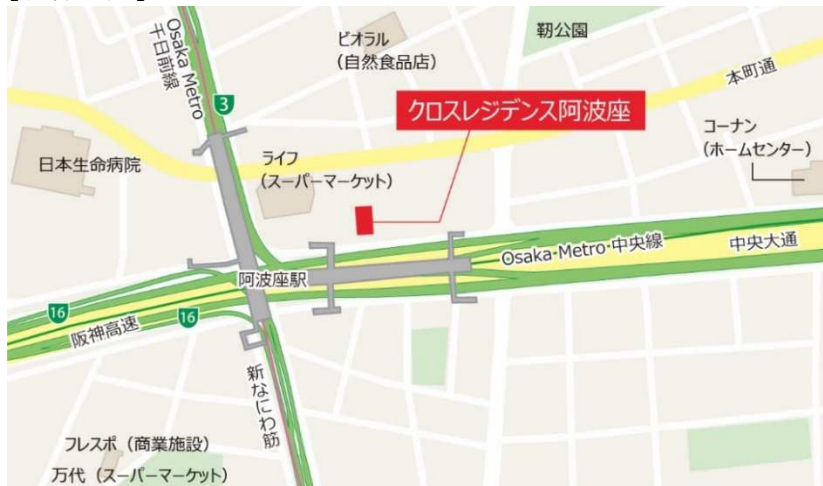 Osaka Metro
千日前線
3
ビオラル
(自然食品店)
靭公園
本町通
クロスレジデンス阿波座
コーナン
(ホームセンター)
日本生命病院
ライフ
(スーパーマーケット)
Osaka Metro 中央線
中央大通
阿波座駅
16
16
阪神高速
新なにわ筋
フレスポ(商業施設)
万代(スーパーマーケット)